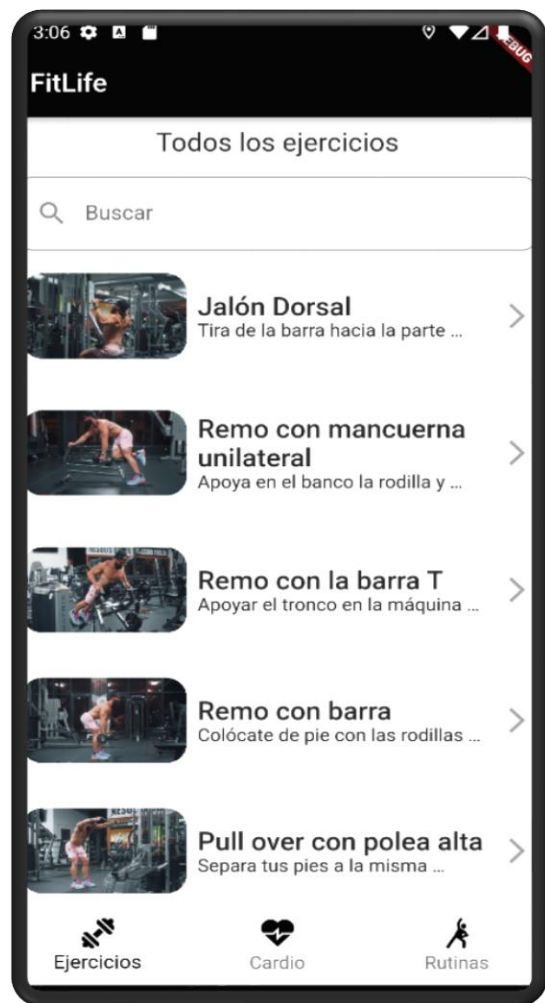 3:06
DEBUG
FitLife
Todos los ejercicios
Buscar
Jalón Dorsal
Tira de la barra hacia la parte ...
Remo con mancuerna
unilateral
Apoya en el banco la rodilla y ...
Remo con la barra T
Apoyar el tronco en la máquina ...
Remo con barra
Colócate de pie con las rodillas ...
Pull over con polea alta
Separa tus pies a la misma ...
Ejercicios
Cardio
Rutinas